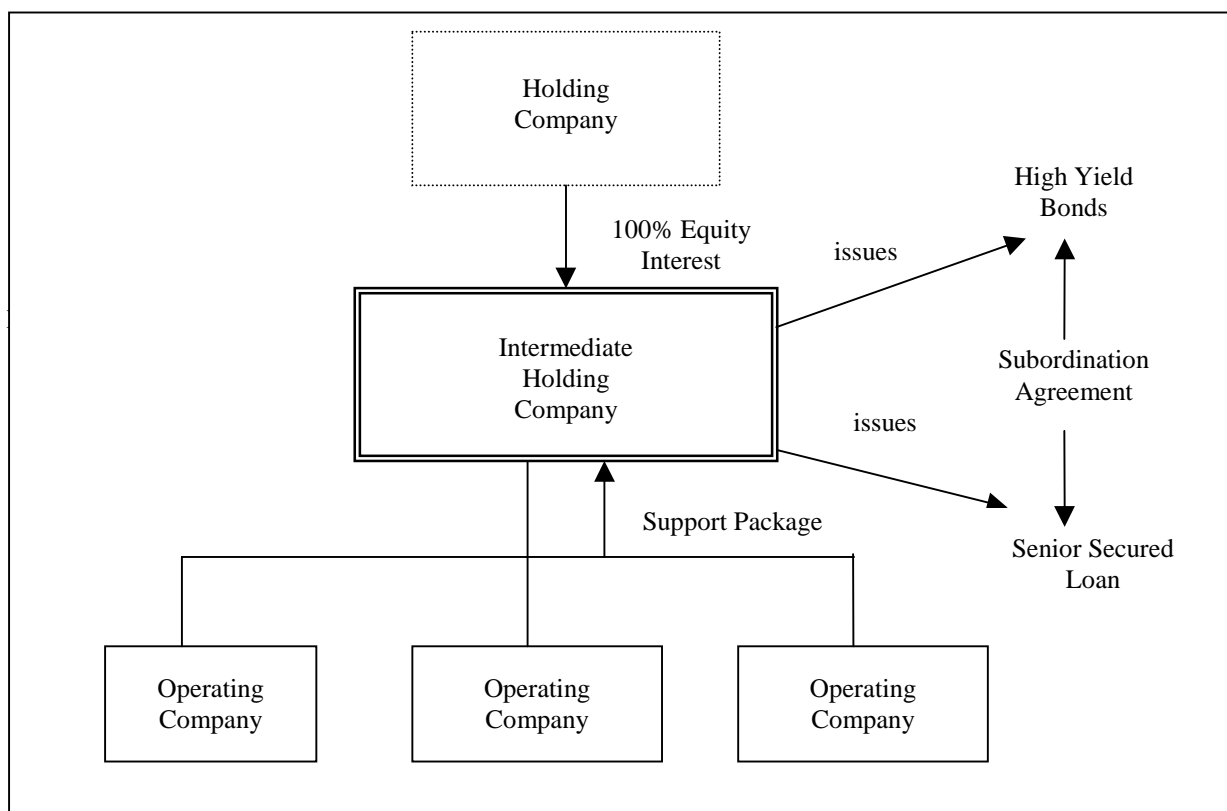 Holding
Company
100% Equity
Interest
issues
High Yield
Bonds
Intermediate
Holding
Company
Subordination
Agreement
issues
Support Package
Senior Secured
Loan
Operating
Company
Operating
Company
Operating
Company